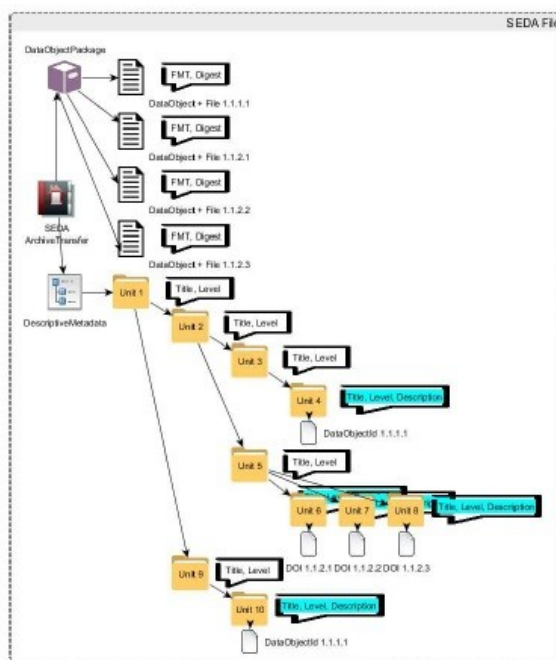 SEDA File
DataObjectPackage
FMT, Digest
DataObject + File 1.1.1.1
FMT, Digest
DataObject + File 1.1.2.1
FMT, Digest
DataObject + File 1.1.2.2
FMT, Digest
DataObject + File 1.1.2.3
SEDA
ArchiveTransfer
DescriptiveMetadata
Unit 1
Title, Level
Unit 2
Title, Level
Unit 3
Title, Level
Unit 4
Title, Level, Description
DataObjectId 1.1.1.1
Unit 5
Title, Level
Unit 6
Unit 7
Unit 8
Title, Level, Description
DOI 1.1.2.1 DOI 1.1.2.2 DOI 1.1.2.3
Unit 9
Title, Level
Unit 10
Title, Level, Description
DataObjectId 1.1.1.1